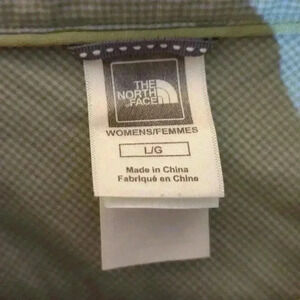 THE
NORTH
FACE
WOMENS/FEMMES
L/G
Made in China
Fabriqué en Chine